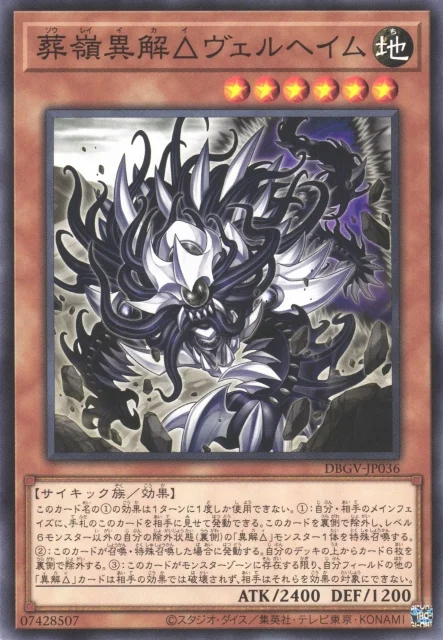 葬嶺異解△ヴェルヘイム
地
DBGV-JP036
【サイキック族／効果】
このカード名の①の効果は1ターンに1度しか使用できない。①：自分・相手のメインフェ
イズに、手札のこのカードを相手に見せて発動できる。このカードを裏側で除外し、レベル
6モンスター以外の自分の除外状態（裏側）の「異解△」モンスター1体を特殊召喚する。
②：このカードが召喚・特殊召喚した場合に発動する。自分のデッキの上からカード6枚を
裏側で除外する。③：このカードがモンスターゾーンに存在する限り、自分フィールドの他の
「異解△」カードは相手の効果では破壊されず、相手はそれらを効果の対象にできない。
ATK/2400 DEF/1200
07428507
©スタジオ・ダイス／集英社・テレビ東京・KONAMI